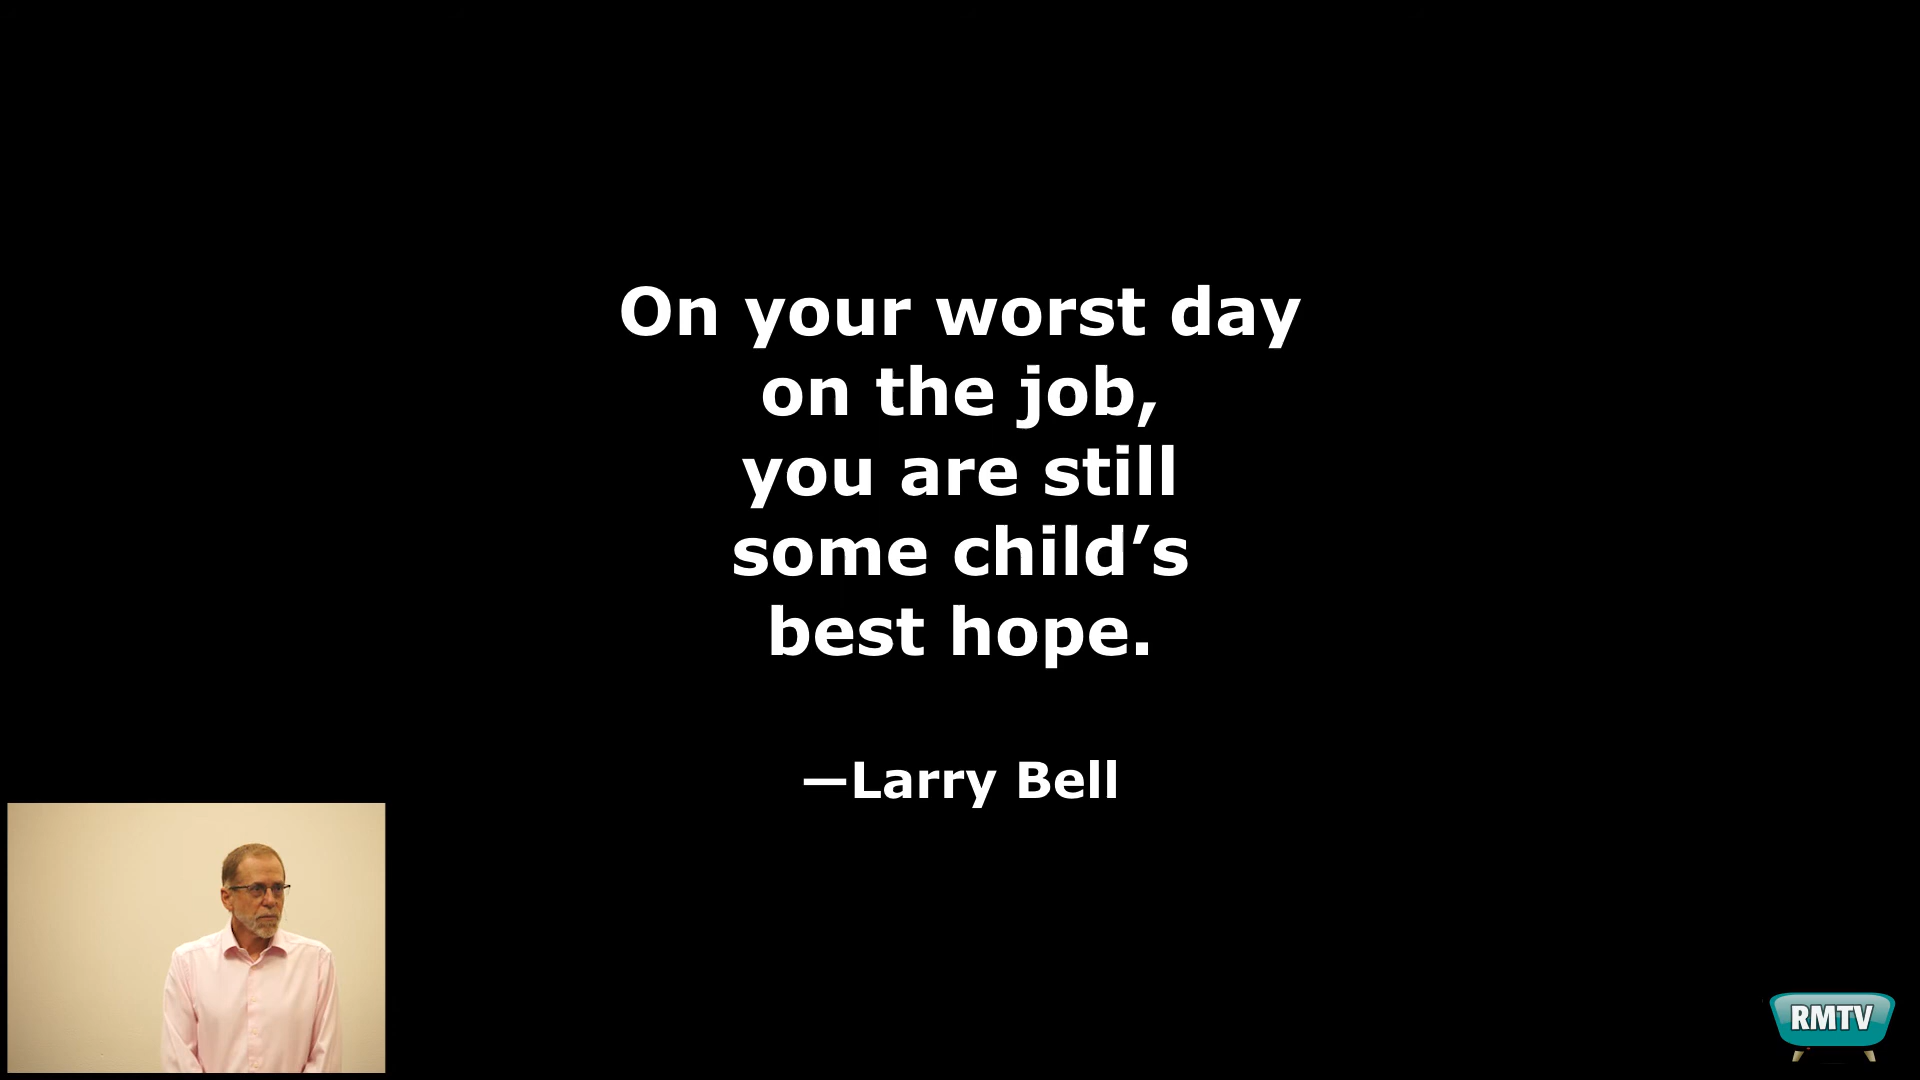 On your worst day
on the job,
you are still
some child’s
best hope.
—Larry Bell
RMTV